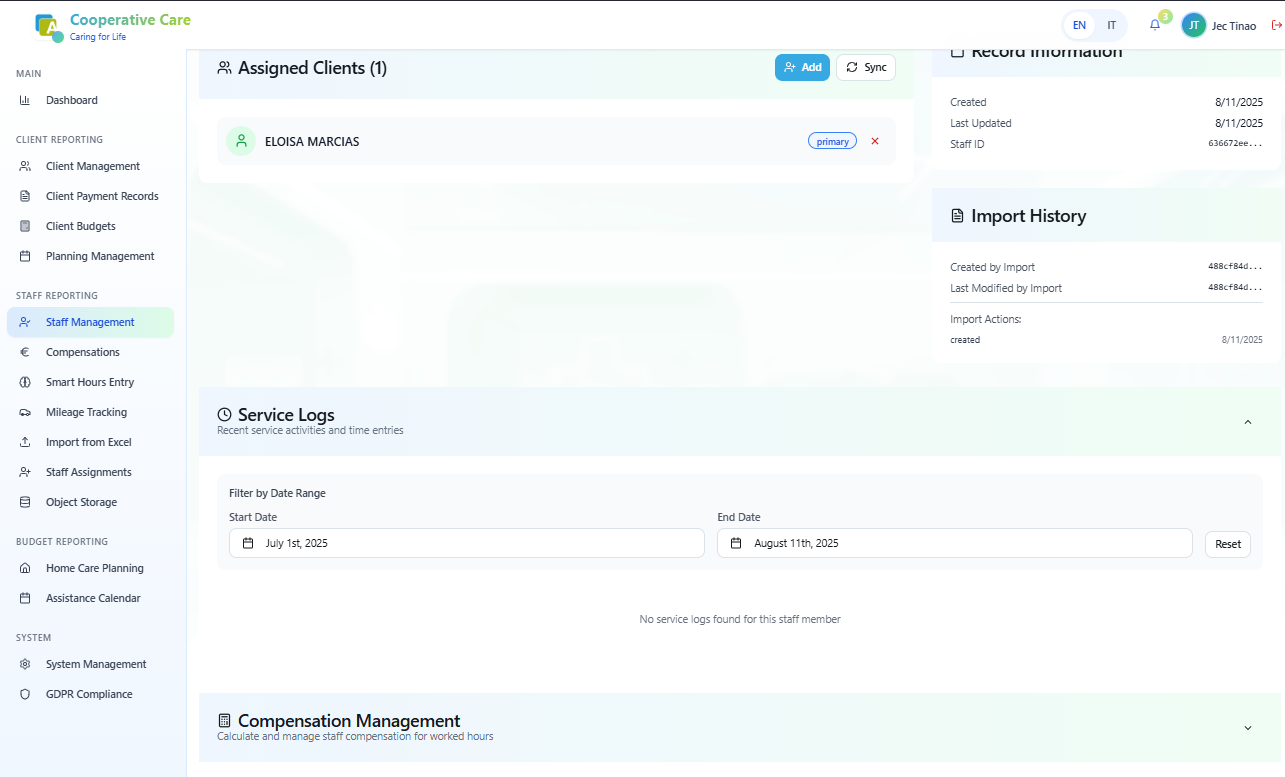 Cooperative Care
Caring for Life
EN IT
3
JT Jec Tinao
MAIN
Dashboard
CLIENT REPORTING
Client Management
Client Payment Records
Client Budgets
Planning Management
STAFF REPORTING
Staff Management
Compensations
Smart Hours Entry
Mileage Tracking
Import from Excel
Staff Assignments
Object Storage
BUDGET REPORTING
Home Care Planning
Assistance Calendar
SYSTEM
System Management
GDPR Compliance
Assigned Clients (1)
Add
Sync
ELOISA MARCIAS
primary
Record Information
Created 8/11/2025
Last Updated 8/11/2025
Staff ID 636672ee...
Import History
Created by Import 488cf84d...
Last Modified by Import 488cf84d...
Import Actions:
created 8/11/2025
Service Logs
Recent service activities and time entries
Filter by Date Range
Start Date
July 1st, 2025
End Date
August 11th, 2025
Reset
No service logs found for this staff member
Compensation Management
Calculate and manage staff compensation for worked hours